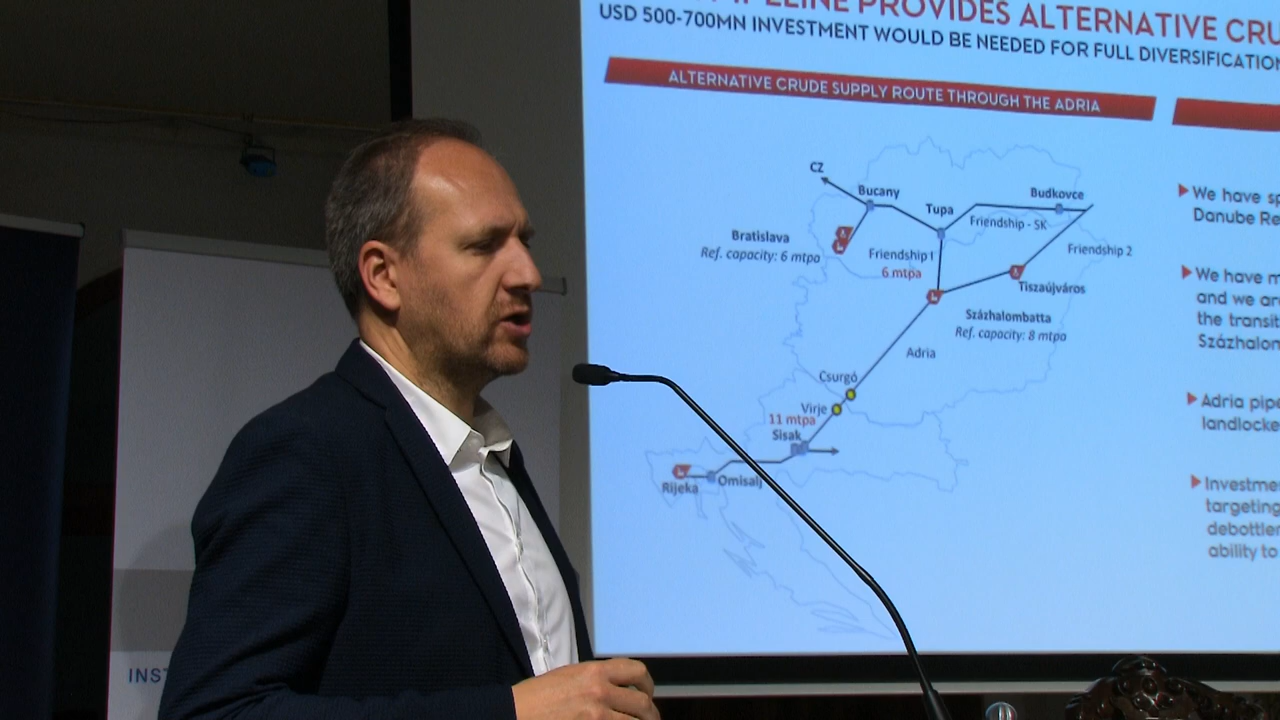 PIPELINE PROVIDES ALTERNATIVE CRU
USD 500-700MN INVESTMENT WOULD BE NEEDED FOR FULL DIVERSIFICATION
ALTERNATIVE CRUDE SUPPLY ROUTE THROUGH THE ADRIA
CZ
Bucany
Budkovce
Tupa
Friendship - SK
Bratislava
Ref. capacity: 6 mtpa
Friendship I
6 mtpa
Friendship 2
Tiszaújváros
Százhalombatta
Ref. capacity: 8 mtpa
Adria
Csurgó
Virje
11 mtpa
Sisak
Rijeka
Omisalj
We have sp
Danube Re
We have m
and we are
the transit
Százhalom
Adria pipe
landlocke
Investme
targeting
debottle
ability to
INST